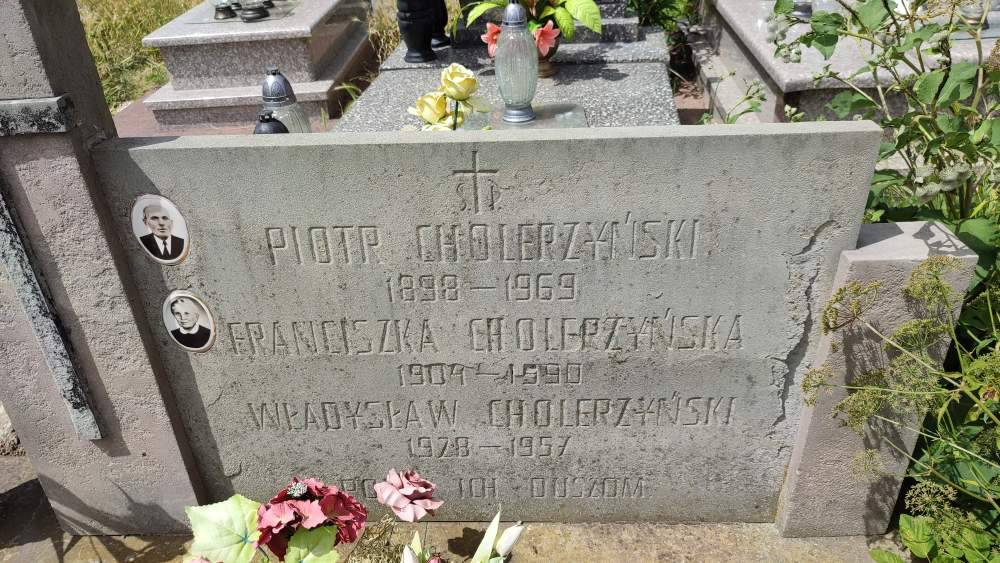 Ś P.
PIOTR CHOLERZYŃSKI
1898 – 1969
FRANCISZKA CHOLERZYŃSKA
1904 – 1990
WŁADYSŁAW CHOLERZYŃSKI
1928 – 1957
ICH DUSZOM